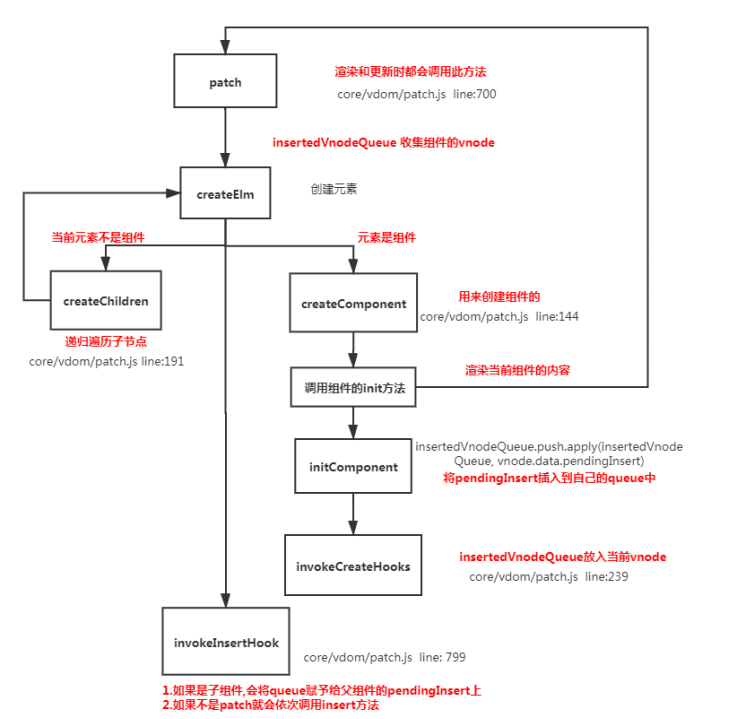 patch
渲染和更新时都会调用此方法
core/vdom/patch.js line:700
insertedVnodeQueue 收集组件的vnode
createElm
创建元素
当前元素不是组件
元素是组件
createChildren
递归遍历子节点
core/vdom/patch.js line:191
createComponent
用来创建组件的
core/vdom/patch.js line:144
调用组件的init方法
渲染当前组件的内容
initComponent
insertedVnodeQueue.push.apply(insertedVnode
Queue, vnode.data.pendingInsert)
将pendingInsert插入到自己的queue中
invokeCreateHooks
insertedVnodeQueue放入当前vnode
core/vdom/patch.js line:239
invokeInsertHook
core/vdom/patch.js line: 799
1.如果是子组件,会将queue赋予给父组件的pendingInsert上
2.如果不是patch就会依次调用insert方法